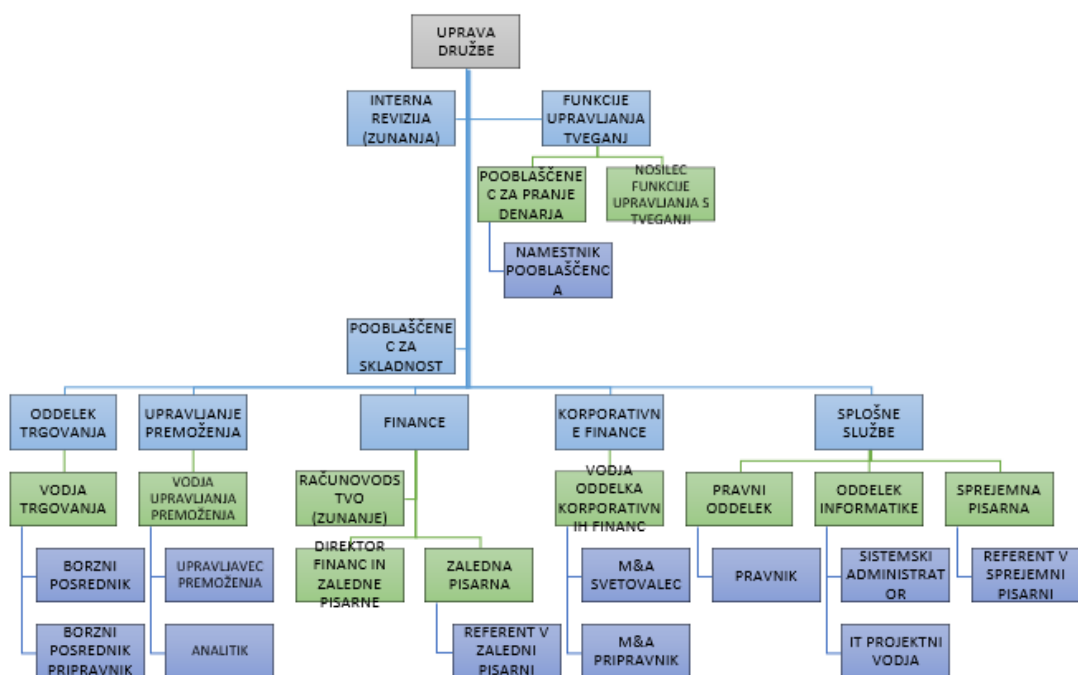 UPRAVA
DRUŽBE
INTERNA
REVIZIJA
(ZUNANJA)
FUNKCIJE
UPRAVLJANJA
TVEGANJ
POOBLAŠČENE
C ZA PRANJE
DENARJA
NOSILEC
FUNKCIJE
UPRAVLJANJA S
TVEGANJI
NAMESTNIK
POOBLAŠČENC
A
POOBLAŠČENE
C ZA
SKLADNOST
ODDELEK
TRGOVANJA
UPRAVLJANJE
PREMOŽENJA
FINANCE
KORPORATIVN
E FINANCE
SPLOŠNE
SLUŽBE
VODJA
TRGOVANJA
VODJA
UPRAVLJANJA
PREMOŽENJA
RAČUNOVODS
TVO
(ZUNANJE)
VODJA
ODDELKA
KORPORATIVN
IH FINANC
PRAVNI
ODDELEK
ODDELEK
INFORMATIKE
SPREJEMNA
PISARNA
BORZNI
POSREDNIK
UPRAVLJAVEC
PREMOŽENJA
DIREKTOR
FINANC IN
ZALEDNE
PISARNE
ZALEDNA
PISARNA
M&A
SVETOVALEC
PRAVNIK
SISTEMSKI
ADMINISTRAT
OR
REFERENT V
SPREJEMNI
PISARNI
BORZNI
POSREDNIK
PRIPRAVNIK
ANALITIK
REFERENT V
ZALEDNI
PISARNI
M&A
PRIPRAVNIK
IT PROJEKTNI
VODJA